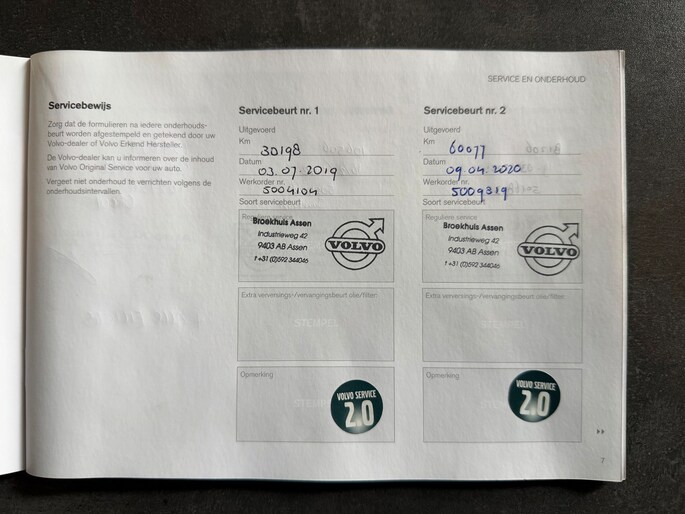 SERVICE EN ONDERHOUD
Servicebewijs
Zorg dat de formulieren na iedere onderhouds-
beurt worden afgestempeld en getekend door uw
Volvo-dealer of Volvo Erkend Hersteller.
De Volvo-dealer kan u informeren over de inhoud
van Volvo Original Service voor uw auto.
Vergeet niet onderhoud te verrichten volgens de
onderhoudsintervallen.
Servicebeurt nr. 1
Uitgevoerd
Km
30198
Datum
03.07.2019
Werkorder nr.
5004104
Soort servicebeurt
Reguliere service
Broekhuis Assen
Industrieweg 42
9403 AB Assen
t +31 (0)592 344046
VOLVO
Extra verversings-/vervangingsbeurt olie/filter:
STEMPEL
Opmerking
STEMPEL
VOLVO SERVICE
2.0
Servicebeurt nr. 2
Uitgevoerd
Km
60077
Datum
09.04.2020
Werkorder nr.
5009319
Soort servicebeurt
Reguliere service
Broekhuis Assen
Industrieweg 42
9403 AB Assen
t +31 (0)592 344046
VOLVO
Extra verversings-/vervangingsbeurt olie/filter:
STEMPEL
Opmerking
VOLVO SERVICE
2.0
7